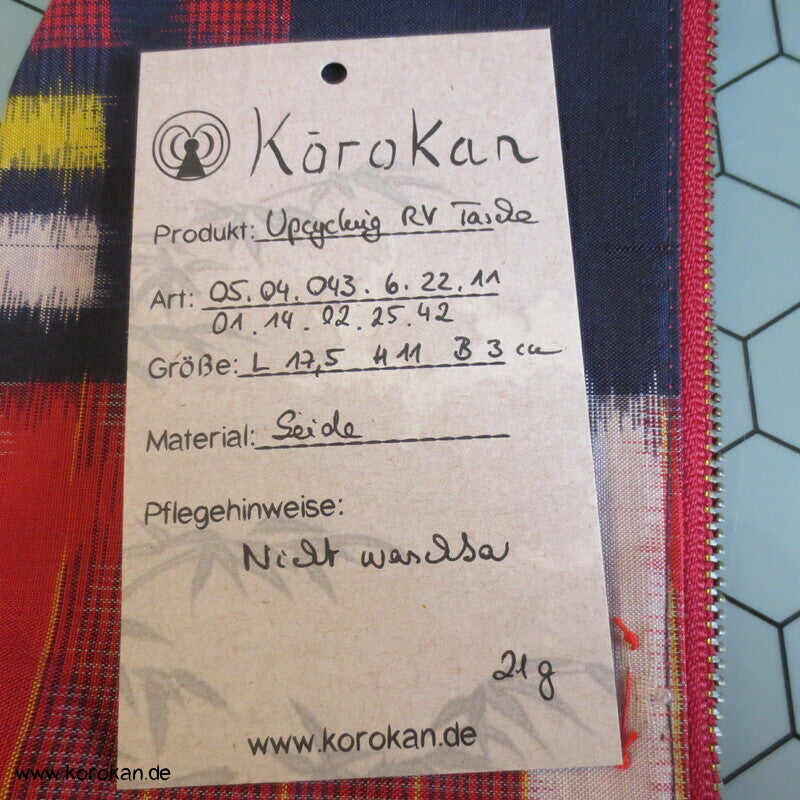 Kōrokan
Produkt: Upcycling RV Tasche
Art: 05.04.043.6.22.11
01.14.02.25.42
Größe: L 17,5 H 11 B 3 cm
Material: Seide
Pflegehinweise:
Nicht waschbar
21g
www.korokan.de
www.korokan.de